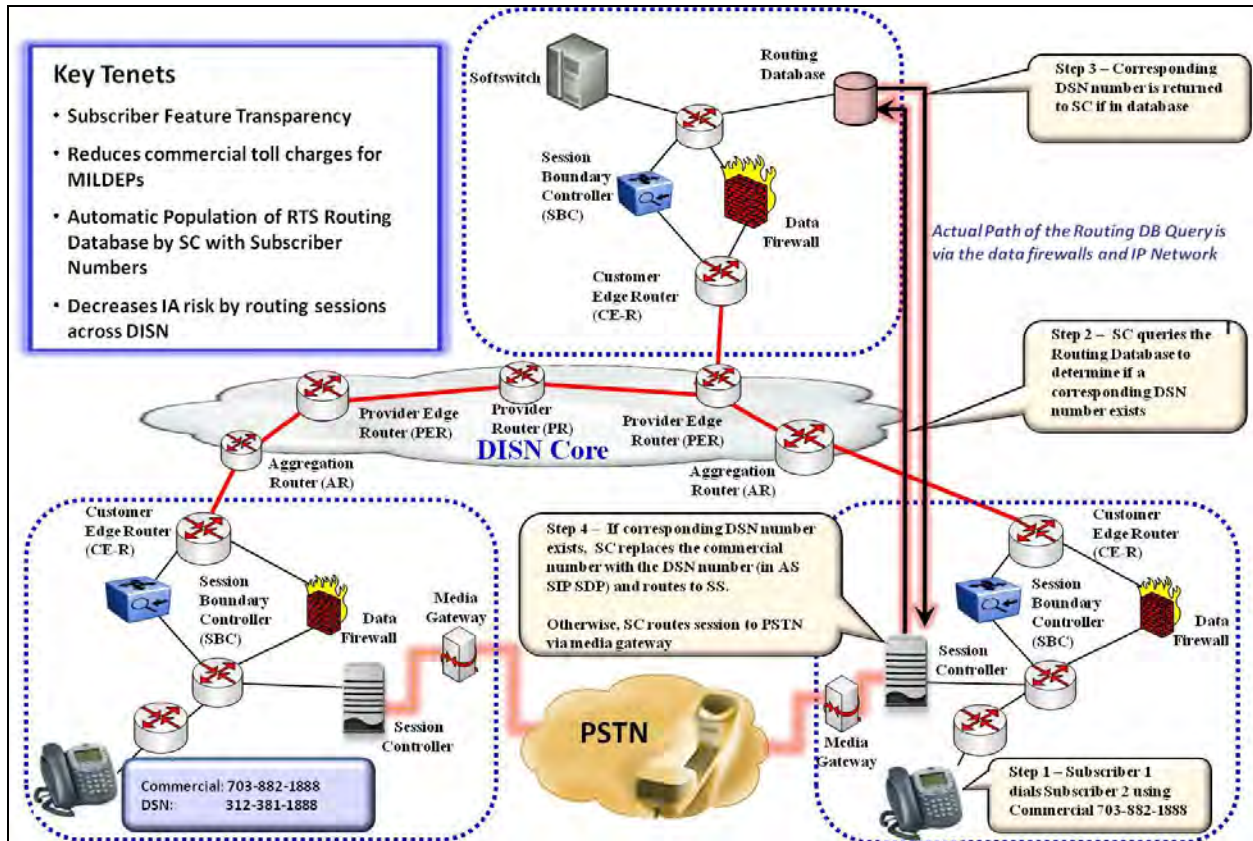 Key Tenets
• Subscriber Feature Transparency
• Reduces commercial toll charges for
MILDEPs
• Automatic Population of RTS Routing
Database by SC with Subscriber
Numbers
• Decreases IA risk by routing sessions
across DISN
Softswitch
Routing
Database
Session
Boundary
Controller
(SBC)
Data
Firewall
Customer
Edge Router
(CE-R)
Step 3 – Corresponding
DSN number is returned
to SC if in database
Actual Path of the Routing DB Query is
via the data firewalls and IP Network
Step 2 – SC queries the
Routing Database to
determine if a
corresponding DSN
number exists
Provider Edge
Router (PER)
Provider
Router (PR)
Provider Edge
Router (PER)
DISN Core
Aggregation
Router (AR)
Aggregation
Router (AR)
Customer
Edge Router
(CE-R)
Session
Boundary
Controller
(SBC)
Data
Firewall
Media
Gateway
Session
Controller
Commercial: 703-882-1888
DSN: 312-381-1888
Step 4 – If corresponding DSN number
exists, SC replaces the commercial
number with the DSN number (in AS
SIP SDP) and routes to SS.
Otherwise, SC routes session to PSTN
via media gateway
PSTN
Media
Gateway
Customer
Edge Router
(CE-R)
Session
Boundary
Controller
(SBC)
Data
Firewall
Session
Controller
Step 1 – Subscriber 1
dials Subscriber 2 using
Commercial 703-882-1888